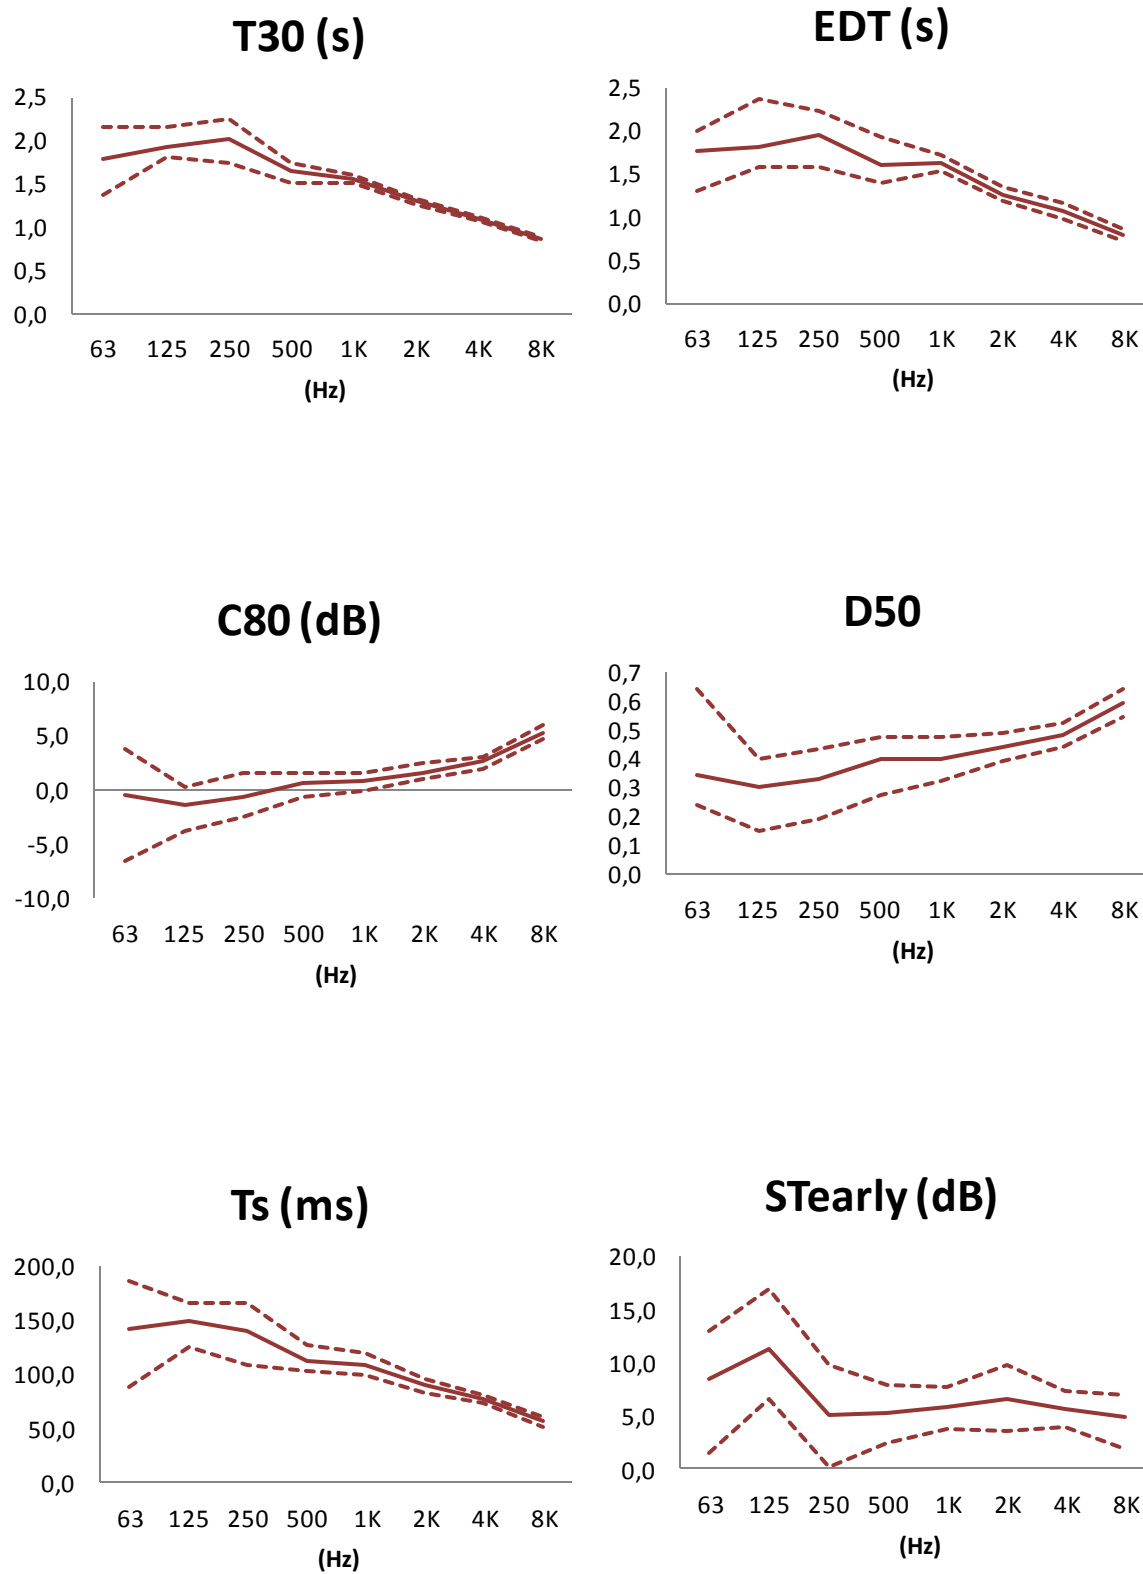 T30 (s)
2,5
2,0
1,5
1,0
0,5
0,0
63 125 250 500 1K 2K 4K 8K
(Hz)
EDT (s)
2,5
2,0
1,5
1,0
0,5
0,0
63 125 250 500 1K 2K 4K 8K
(Hz)
C80 (dB)
10,0
5,0
0,0
-5,0
-10,0
63 125 250 500 1K 2K 4K 8K
(Hz)
D50
0,7
0,6
0,5
0,4
0,3
0,2
0,1
0,0
63 125 250 500 1K 2K 4K 8K
(Hz)
Ts (ms)
200,0
150,0
100,0
50,0
0,0
63 125 250 500 1K 2K 4K 8K
(Hz)
STearly (dB)
20,0
15,0
10,0
5,0
0,0
63 125 250 500 1K 2K 4K 8K
(Hz)